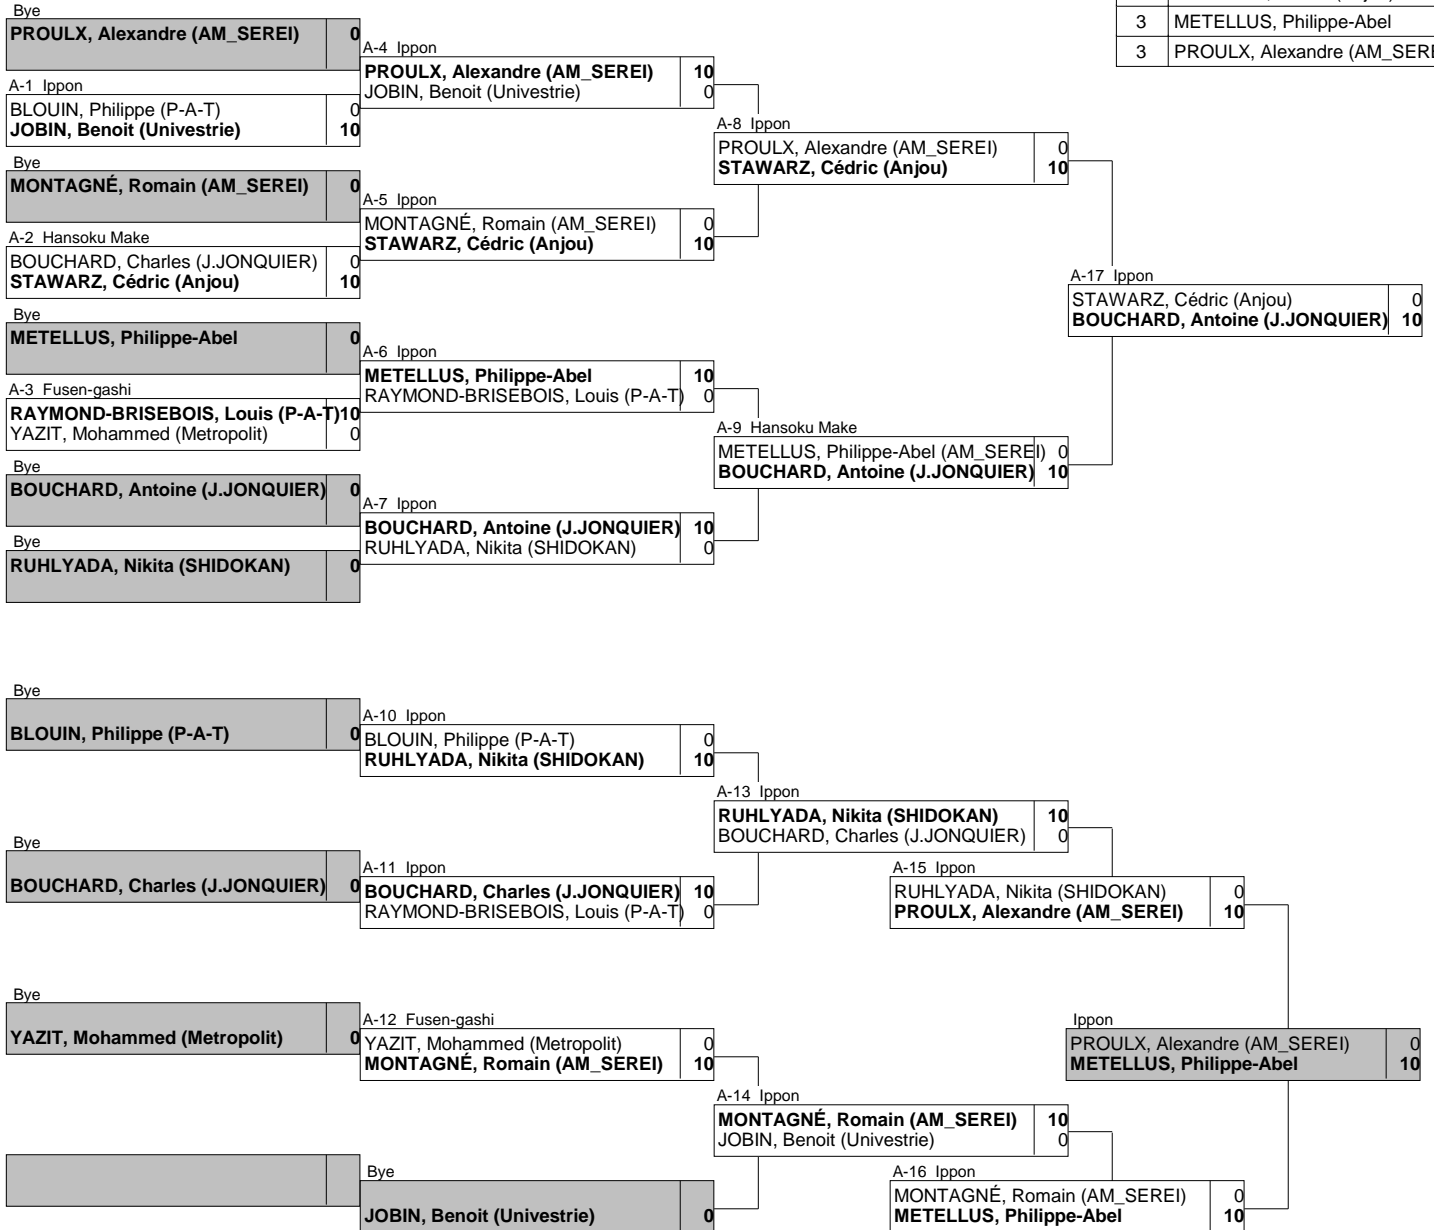 3 METELLUS, Philippe-Abel
3 PROULX, Alexandre (AM_SERE
Bye
PROULX, Alexandre (AM_SEREI) 0
A-1 Ippon
BLOUIN, Philippe (P-A-T) 0
JOBIN, Benoit (Univestrie) 10
Bye
MONTAGNÉ, Romain (AM_SEREI) 0
A-2 Hansoku Make
BOUCHARD, Charles (J.JONQUIER) 0
STAWARZ, Cédric (Anjou) 10
Bye
METELLUS, Philippe-Abel 0
A-3 Fusen-gashi
RAYMOND-BRISEBOIS, Louis (P-A-T) 10
YAZIT, Mohammed (Metropolit) 0
Bye
BOUCHARD, Antoine (J.JONQUIER) 0
Bye
RUHLYADA, Nikita (SHIDOKAN) 0
A-4 Ippon
PROULX, Alexandre (AM_SEREI) 10
JOBIN, Benoit (Univestrie) 0
A-5 Ippon
MONTAGNÉ, Romain (AM_SEREI) 0
STAWARZ, Cédric (Anjou) 10
A-6 Ippon
METELLUS, Philippe-Abel 10
RAYMOND-BRISEBOIS, Louis (P-A-T) 0
A-7 Ippon
BOUCHARD, Antoine (J.JONQUIER) 10
RUHLYADA, Nikita (SHIDOKAN) 0
A-8 Ippon
PROULX, Alexandre (AM_SEREI) 0
STAWARZ, Cédric (Anjou) 10
A-9 Hansoku Make
METELLUS, Philippe-Abel (AM_SEREI) 0
BOUCHARD, Antoine (J.JONQUIER) 10
A-17 Ippon
STAWARZ, Cédric (Anjou) 0
BOUCHARD, Antoine (J.JONQUIER) 10
Bye
BLOUIN, Philippe (P-A-T) 0
Bye
BOUCHARD, Charles (J.JONQUIER) 0
Bye
YAZIT, Mohammed (Metropolit) 0
A-10 Ippon
BLOUIN, Philippe (P-A-T) 0
RUHLYADA, Nikita (SHIDOKAN) 10
A-11 Ippon
BOUCHARD, Charles (J.JONQUIER) 10
RAYMOND-BRISEBOIS, Louis (P-A-T) 0
A-12 Fusen-gashi
YAZIT, Mohammed (Metropolit) 0
MONTAGNÉ, Romain (AM_SEREI) 10
Bye
JOBIN, Benoit (Univestrie) 0
A-13 Ippon
RUHLYADA, Nikita (SHIDOKAN) 10
BOUCHARD, Charles (J.JONQUIER) 0
A-14 Ippon
MONTAGNÉ, Romain (AM_SEREI) 10
JOBIN, Benoit (Univestrie) 0
A-15 Ippon
RUHLYADA, Nikita (SHIDOKAN) 0
PROULX, Alexandre (AM_SEREI) 10
A-16 Ippon
MONTAGNÉ, Romain (AM_SEREI) 0
METELLUS, Philippe-Abel 10
Ippon
PROULX, Alexandre (AM_SEREI) 0
METELLUS, Philippe-Abel 10